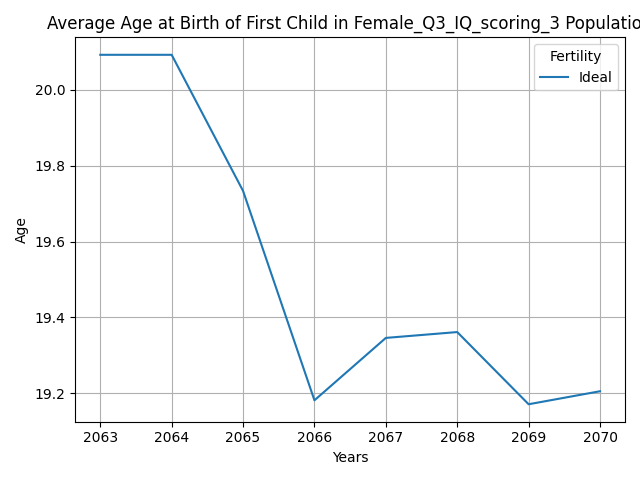 Average Age at Birth of First Child in Female_Q3_IQ_scoring_3 Populatio
Fertility
Ideal
Age
20.0
19.8
19.6
19.4
19.2
2063 2064 2065 2066 2067 2068 2069 2070
Years